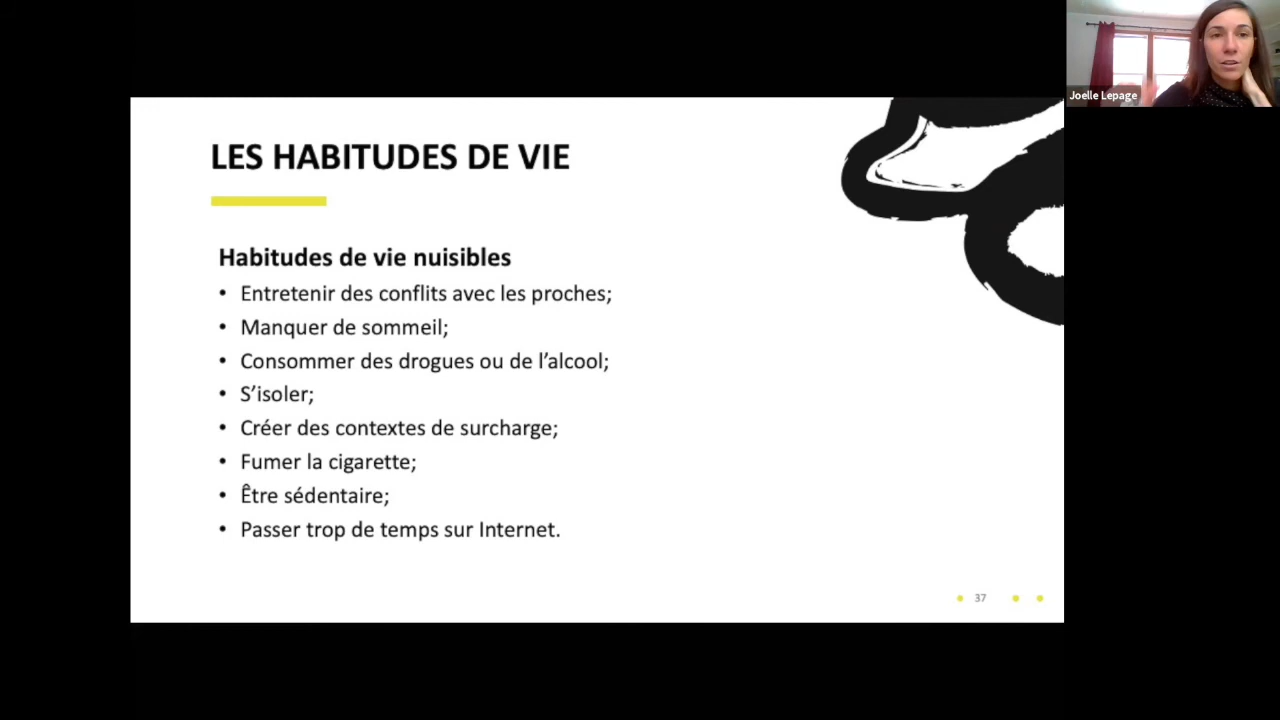 Joelle Lepage
LES HABITUDES DE VIE
Habitudes de vie nuisibles
• Entretenir des conflits avec les proches;
• Manquer de sommeil;
• Consommer des drogues ou de l’alcool;
• S’isoler;
• Créer des contextes de surcharge;
• Fumer la cigarette;
• Être sédentaire;
• Passer trop de temps sur Internet.
37